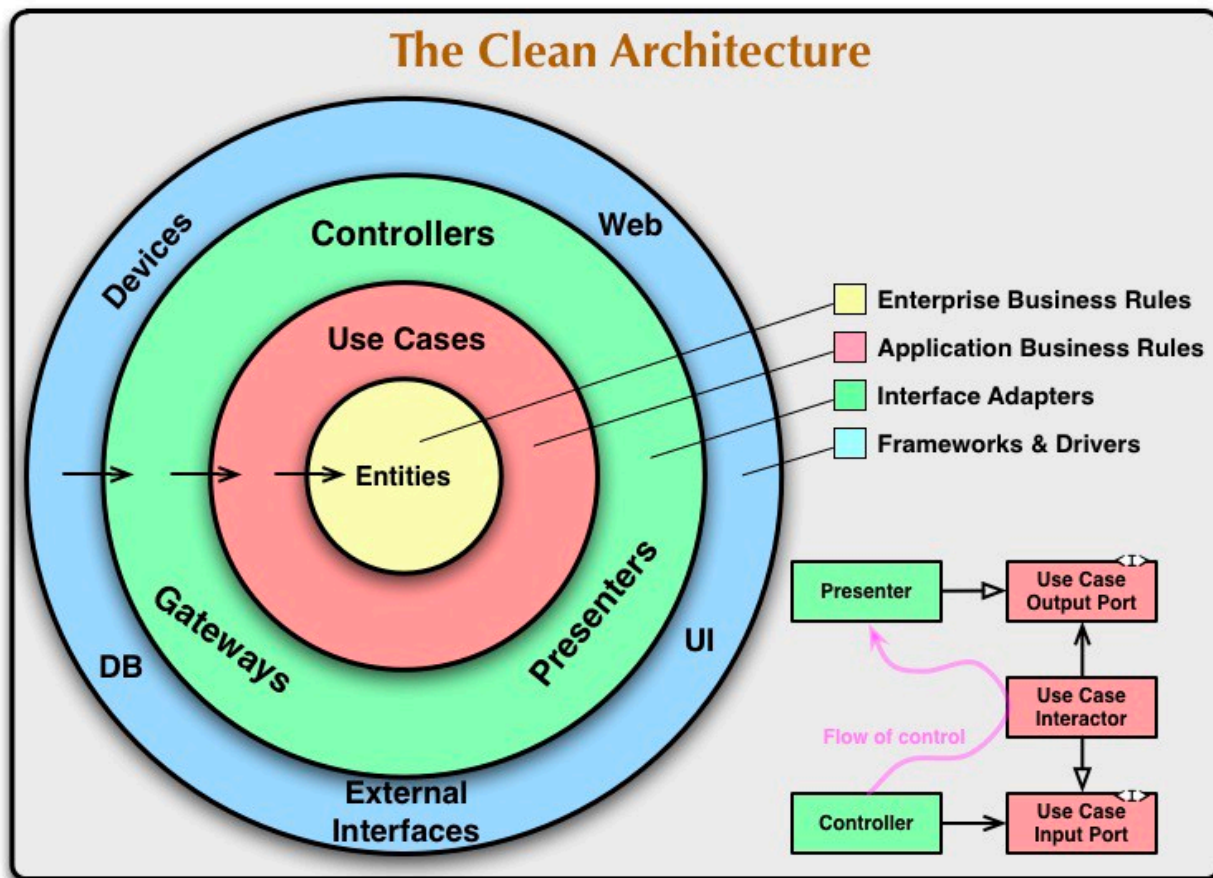 The Clean Architecture
Devices
Web
Controllers
Use Cases
Entities
Gateways
Presenters
DB
UI
External
Interfaces
Enterprise Business Rules
Application Business Rules
Interface Adapters
Frameworks & Drivers
Presenter
<I>
Use Case
Output Port
Use Case
Interactor
Flow of control
Controller
<I>
Use Case
Input Port